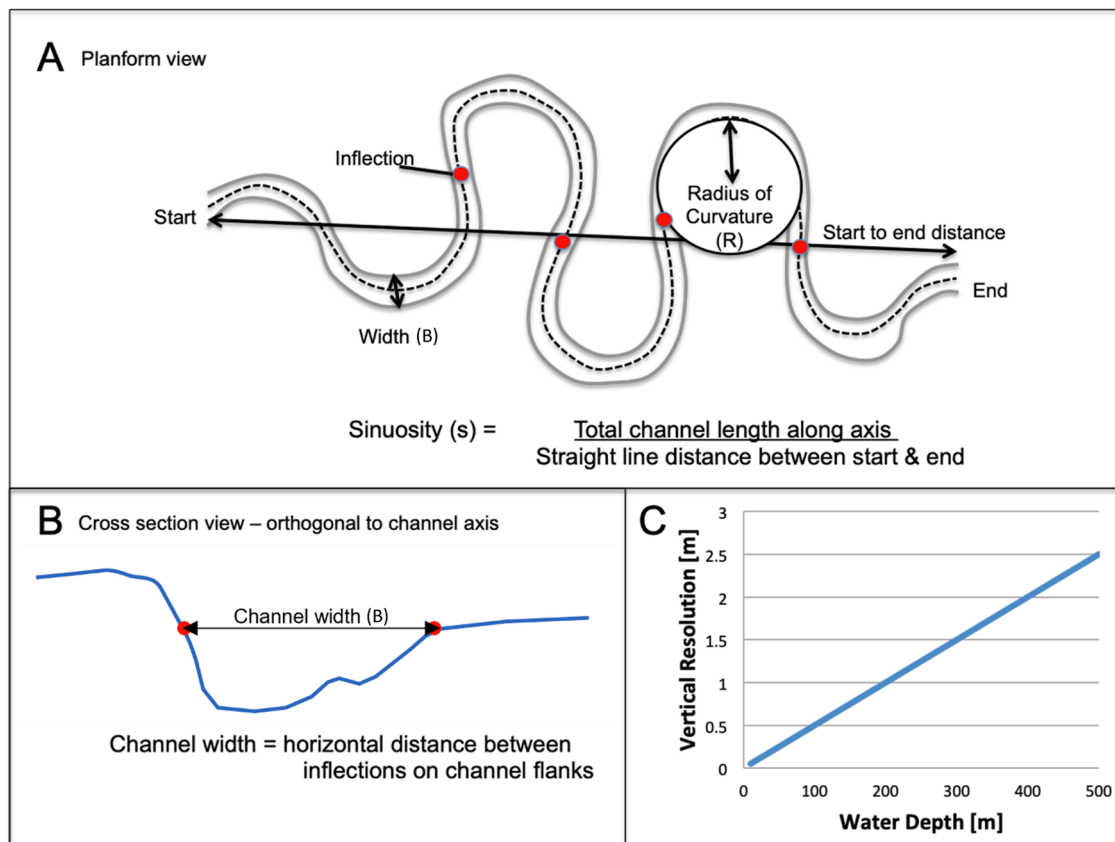 A Planform view
Inflection
Start
Radius of
Curvature
(R)
Start to end distance
End
Width (B)
Sinuosity (s) = Total channel length along axis
Straight line distance between start & end
B Cross section view – orthogonal to channel axis
Channel width (B)
Channel width = horizontal distance between
inflections on channel flanks
C
Vertical Resolution [m]
3
2.5
2
1.5
1
0.5
0
0 100 200 300 400 500
Water Depth [m]